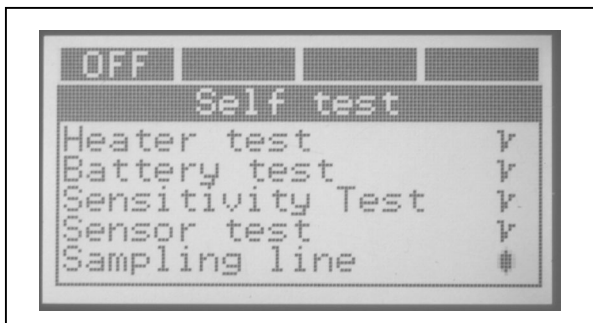 OFF
Self test
Heater test
Battery test
Sensitivity Test
Sensor test
Sampling line